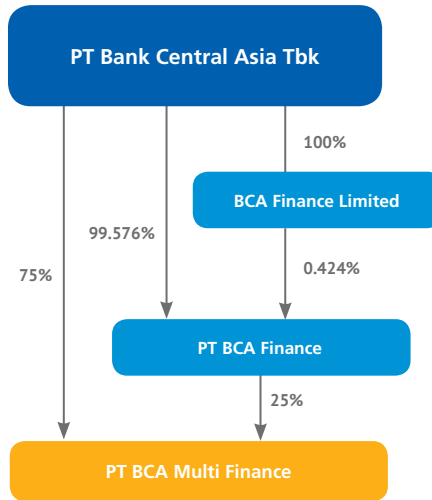 PT Bank Central Asia Tbk
100%
BCA Finance Limited
99.576%
75%
0.424%
PT BCA Finance
25%
PT BCA Multi Finance